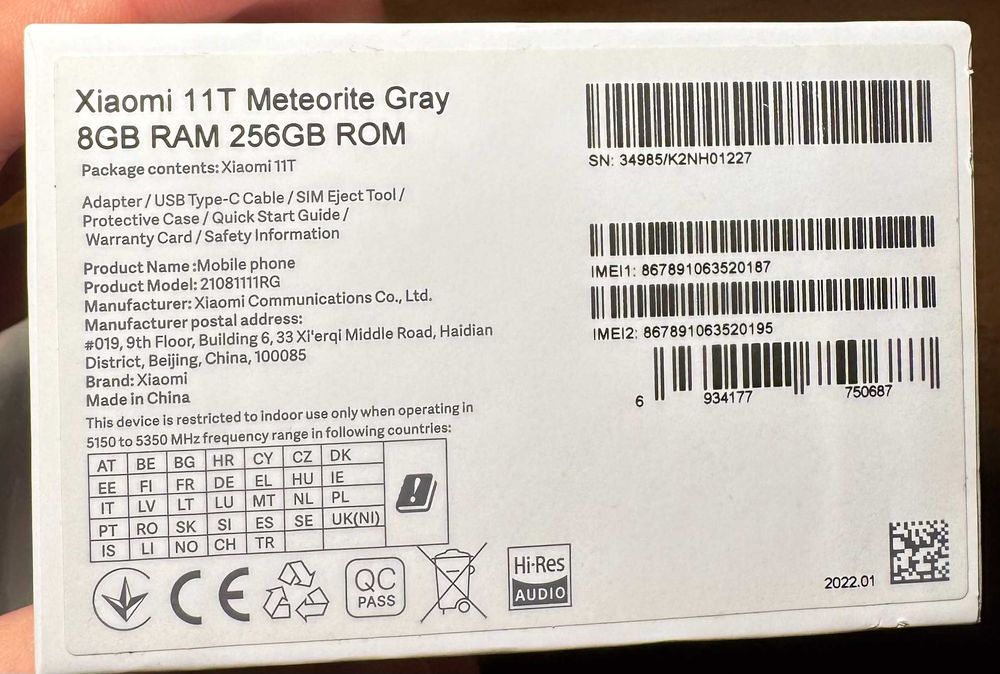 Xiaomi 11T Meteorite Gray
8GB RAM 256GB ROM
Package contents: Xiaomi 11T
Adapter / USB Type-C Cable / SIM Eject Tool /
Protective Case / Quick Start Guide /
Warranty Card / Safety Information
Product Name: Mobile phone
Product Model: 21081111RG
Manufacturer: Xiaomi Communications Co., Ltd.
Manufacturer postal address:
#019, 9th Floor, Building 6, 33 Xi'erqi Middle Road, Haidian
District, Beijing, China, 100085
Brand: Xiaomi
Made in China
This device is restricted to indoor use only when operating in
5150 to 5350 MHz frequency range in following countries:
AT BE BG HR CY CZ DK
EE FI FR DE EL HU IE
IT LV LT LU MT NL PL
PT RO SK SI ES SE UK(NI)
IS LI NO CH TR
CE
QC
PASS
Hi-Res
AUDIO
SN: 34985/K2NH01227
IMEI1: 867891063520187
IMEI2: 867891063520195
6 934177 750687
2022.01